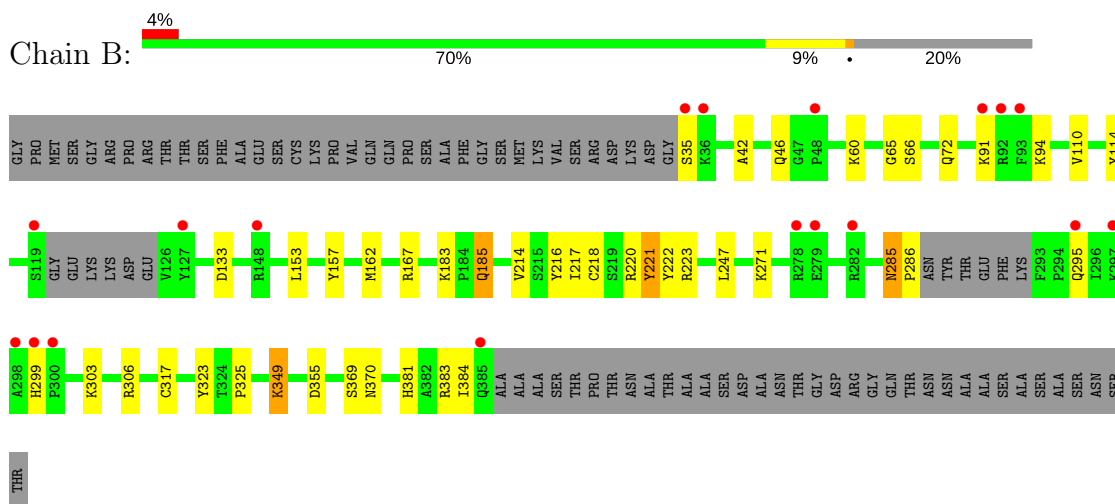 4%
Chain B:
70% 9% • 20%
GLY PRO MET SER GLY ARG PRO ARG THR THR SER PHE ALA GLU SER CYS LYS PRO VAL GLN GLN PRO SER ALA PHE GLY SER MET LYS VAL SER ARG ASP LYS ASP GLY S35 K36 A42 Q46 G47 P48 K60 G65 S66 Q72 K91 R92 F93 K94 V110 Y114
S119 GLY GLU LYS LYS ASP GLU V126 Y127 D133 R148 L153 Y157 M162 R167 K183 P184 Q185 V214 S215 Y216 I217 C218 S219 R220 Y221 Y222 R223 L247 K271 R278 E279 R282 N285 P286 ASN TYR THR GLU PHE LYS F293 P294 Q295 I296 K297
A298 H299 P300 K303 R306 C317 Y323 T324 P325 K349 D355 S369 N370 H381 A382 R383 I384 Q385 ALA ALA ALA SER THR PRO THR ASN ALA THR ALA ALA SER ASP ALA ASN THR GLY ASP ARG GLY GLN THR ASN ASN ALA ALA SER ALA SER ALA SER ASN SER
THR